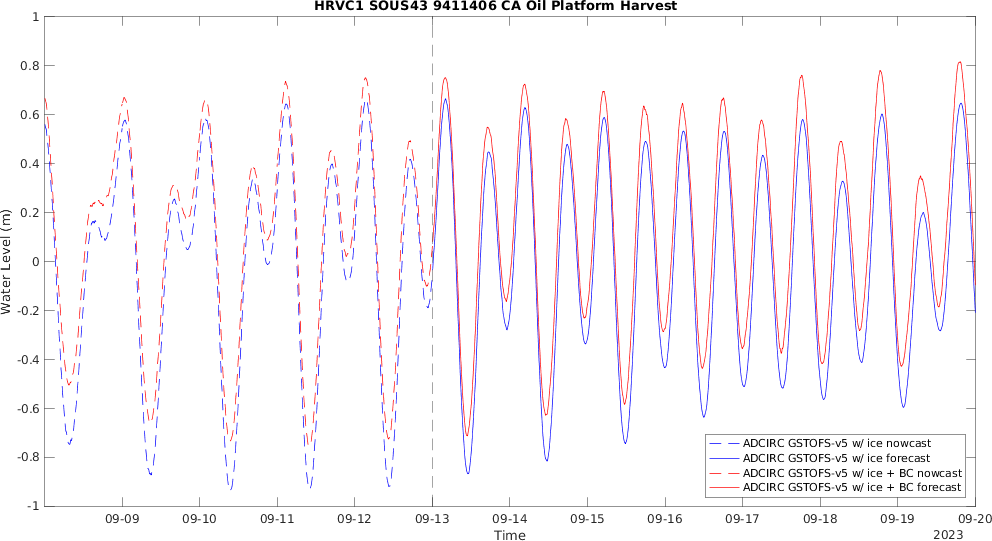 HRVC1 SOUS43 9411406 CA Oil Platform Harvest
1
0.8
0.6
0.4
0.2
0
-0.2
-0.4
-0.6
-0.8
-1
Water Level (m)
ADCIRC GSTOFS-v5 w/ ice nowcast
ADCIRC GSTOFS-v5 w/ ice forecast
ADCIRC GSTOFS-v5 w/ ice + BC nowcast
ADCIRC GSTOFS-v5 w/ ice + BC forecast
09-09 09-10 09-11 09-12 09-13 09-14 09-15 09-16 09-17 09-18 09-19 09-20
Time
2023